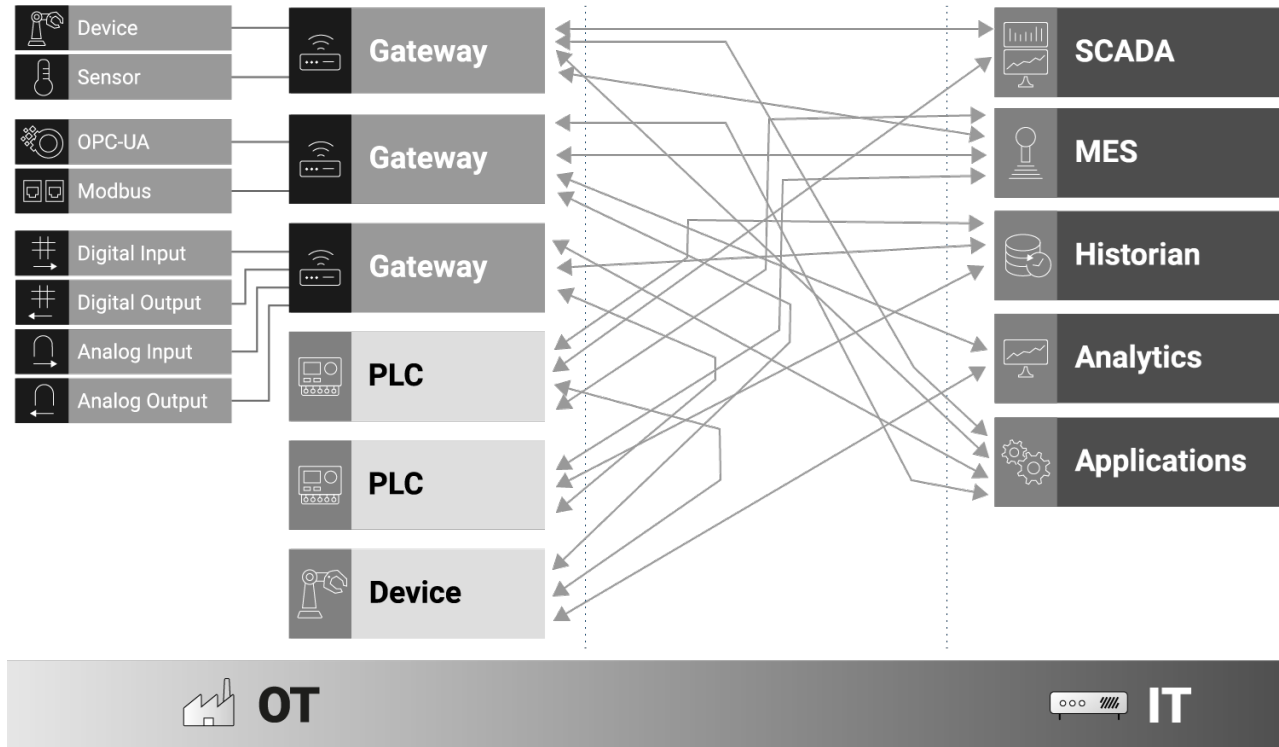 Device
Sensor
OPC-UA
Modbus
Digital Input
Digital Output
Analog Input
Analog Output
Gateway
Gateway
Gateway
PLC
PLC
Device
SCADA
MES
Historian
Analytics
Applications
OT
IT